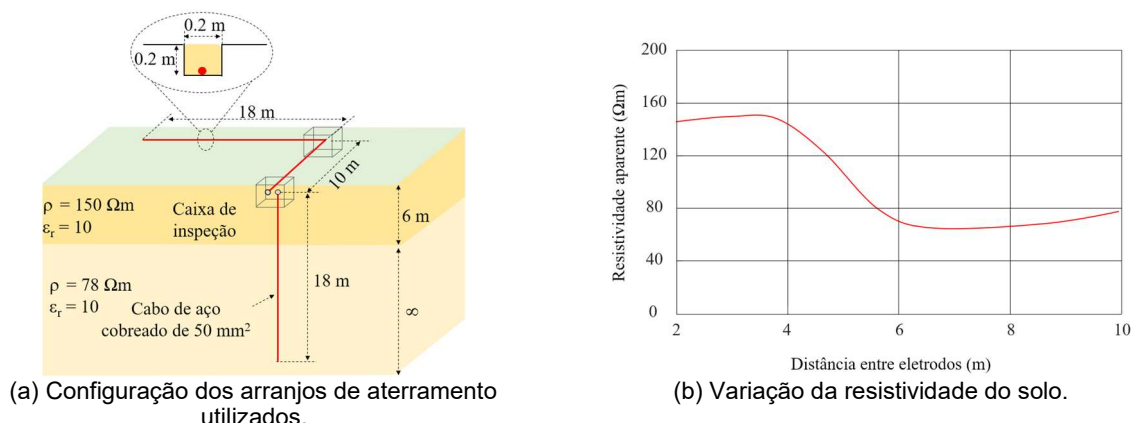 0.2 m
0.2 m
18 m
10 m
ρ = 150 Ωm
εr = 10
Caixa de
inspeção
6 m
ρ = 78 Ωm
εr = 10
Cabo de aço
cobreado de 50 mm²
18 m
∞
(a) Configuração dos arranjos de aterramento
utilizados.
Resistividade aparente (Ωm)
200
160
120
80
40
0
2 4 6 8 10
Distância entre eletrodos (m)
(b) Variação da resistividade do solo.